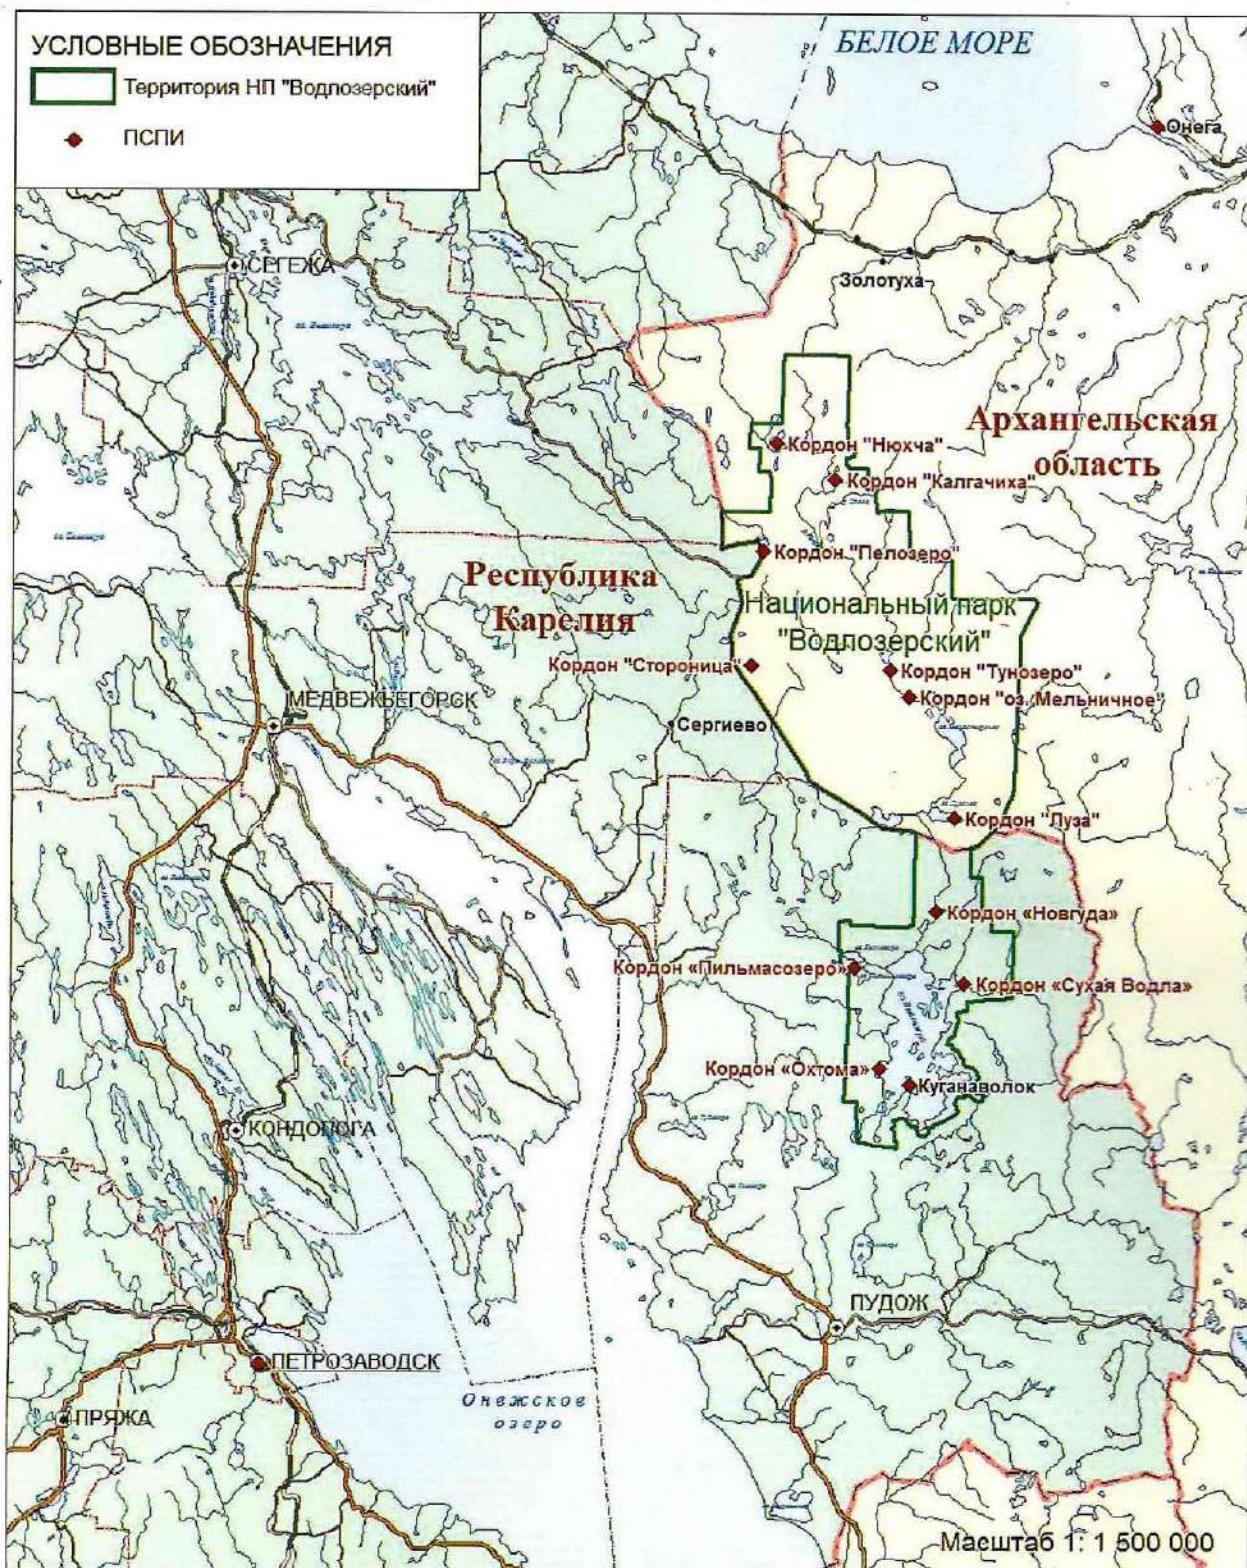 УСЛОВНЫЕ ОБОЗНАЧЕНИЯ
Территория НП "Водлозерский"
ПСПИ
БЕЛОЕ МОРЕ
Онега
СЕГЕЖА
Золотуха
Архангельская
область
Кордон "Нюхча"
Кордон "Калгачиха"
Кордон "Пелозеро"
Республика
Карелия
Национальный парк
"Водлозерский"
Кордон "Стороница"
Кордон "Тунозеро"
Кордон "оз. Мельничное"
МЕДВЕЖЬЕГОРСК
Сергиево
Кордон "Луза"
Кордон «Новгуда»
Кордон «Пильмасозеро»
Кордон «Сухая Водла»
Кордон «Охтома»
Куганаволок
КОНДОПОГА
ПУДОЖ
ПЕТРОЗАВОДСК
Онежское
озеро
ПРЯЖА
Масштаб 1: 1 500 000